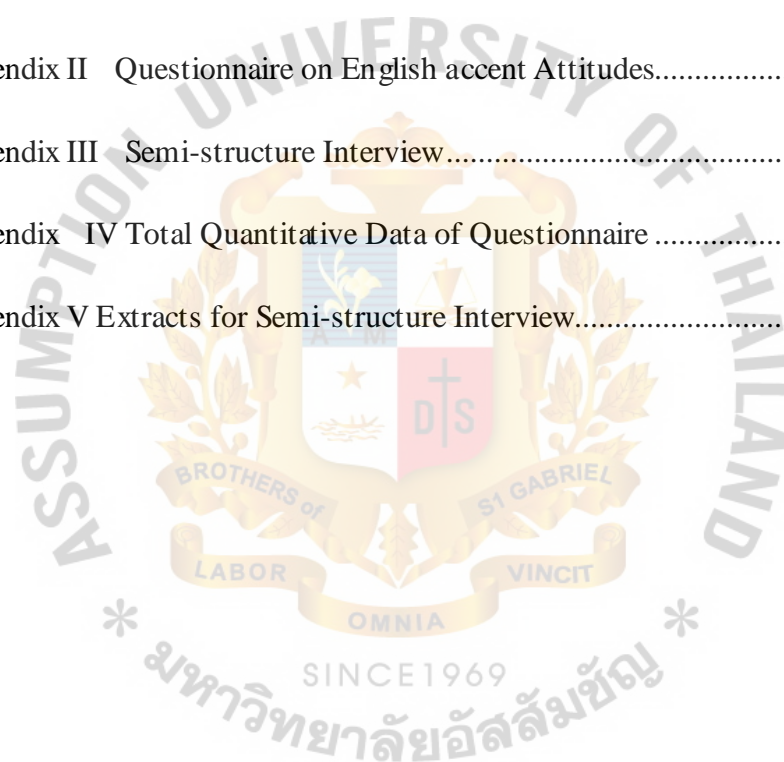 endix II Questionnaire on English accent Attitudes................
endix III Semi-structure Interview..........................................
endix IV Total Quantitative Data of Questionnaire ................
endix V Extracts for Semi-structure Interview..........................
ASSUMPTION UNIVERSITY OF THAILAND
A M
D S
BROTHERS of ST GABRIEL
LABOR
OMNIA
VINCIT
* SINCE1969 *
มหาวิทยาลัยอัสสัมชัญ